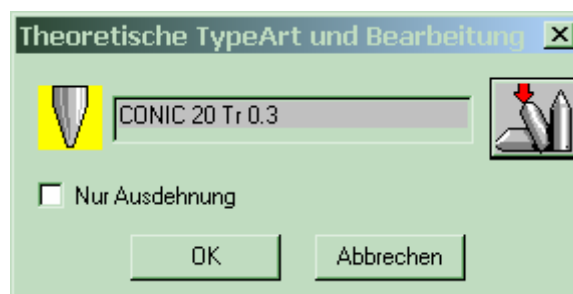 Theoretische TypeArt und Bearbeitung
CONIC 20 Tr 0.3
Nur Ausdehnung
OK Abbrechen